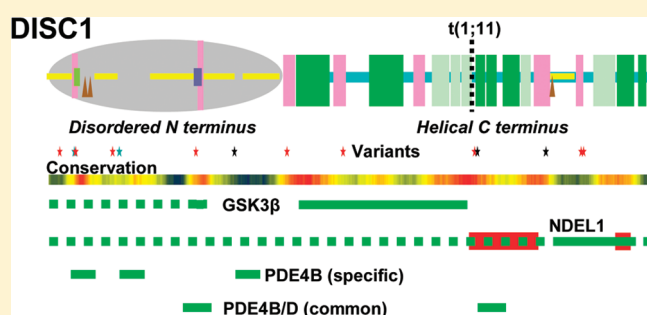 DISC1
t(1;11)
Disordered N terminus
Helical C terminus
Variants
Conservation
GSK3β
NDEL1
PDE4B (specific)
PDE4B/D (common)